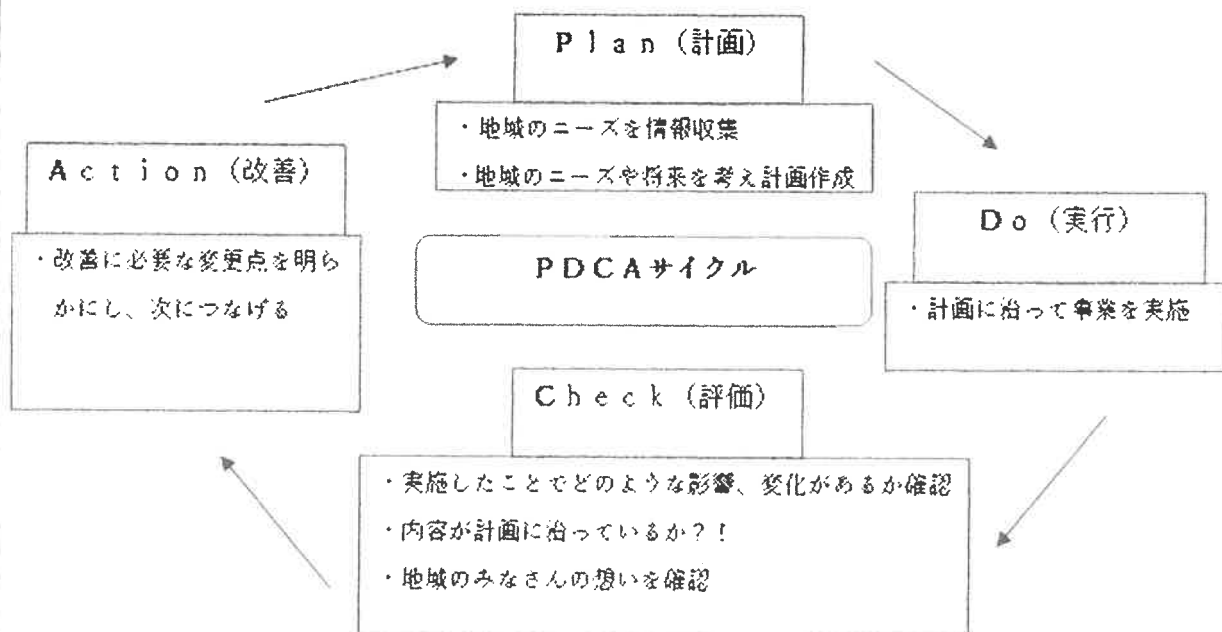 Plan（計画）
・地域のニーズを情報収集
・地域のニーズや将来を考え計画作成
Do（実行）
・計画に沿って事業を実施
Check（評価）
・実施したことでどのような影響、変化があるか確認
・内容が計画に沿っているか？！
・地域のみなさんの想いを確認
Action（改善）
・改善に必要な変更点を明ら
かにし、次につなげる
PDCAサイクル